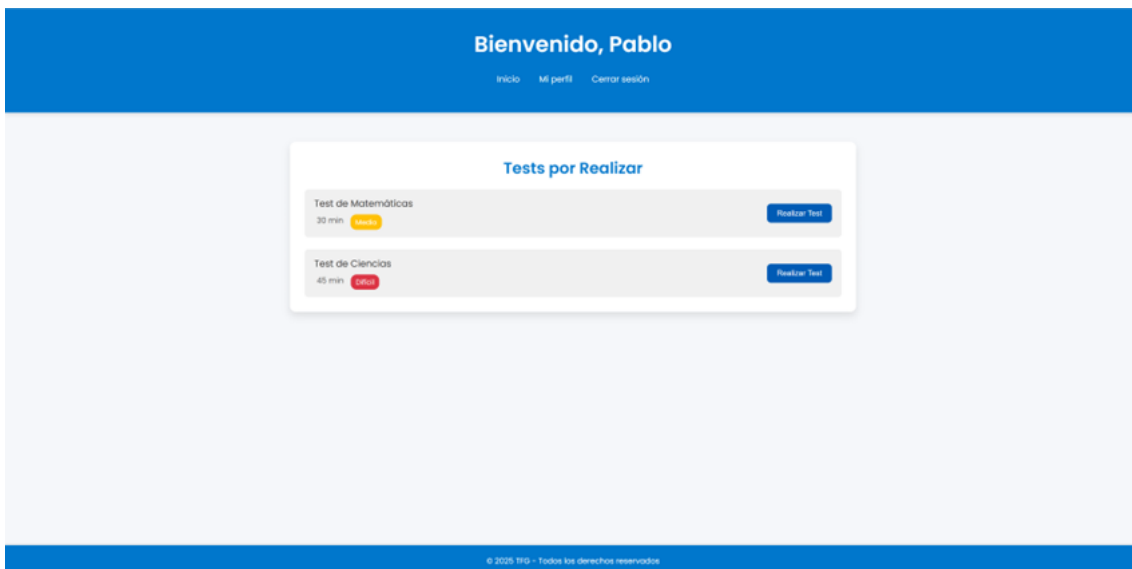 Bienvenido, Pablo
Inicio Mi perfil Cerrar sesión
Tests por Realizar
Test de Matemáticas
30 min
Realizar Test
Test de Ciencias
45 min Difícil
Realizar Test
© 2025 TFG - Todos los derechos reservados